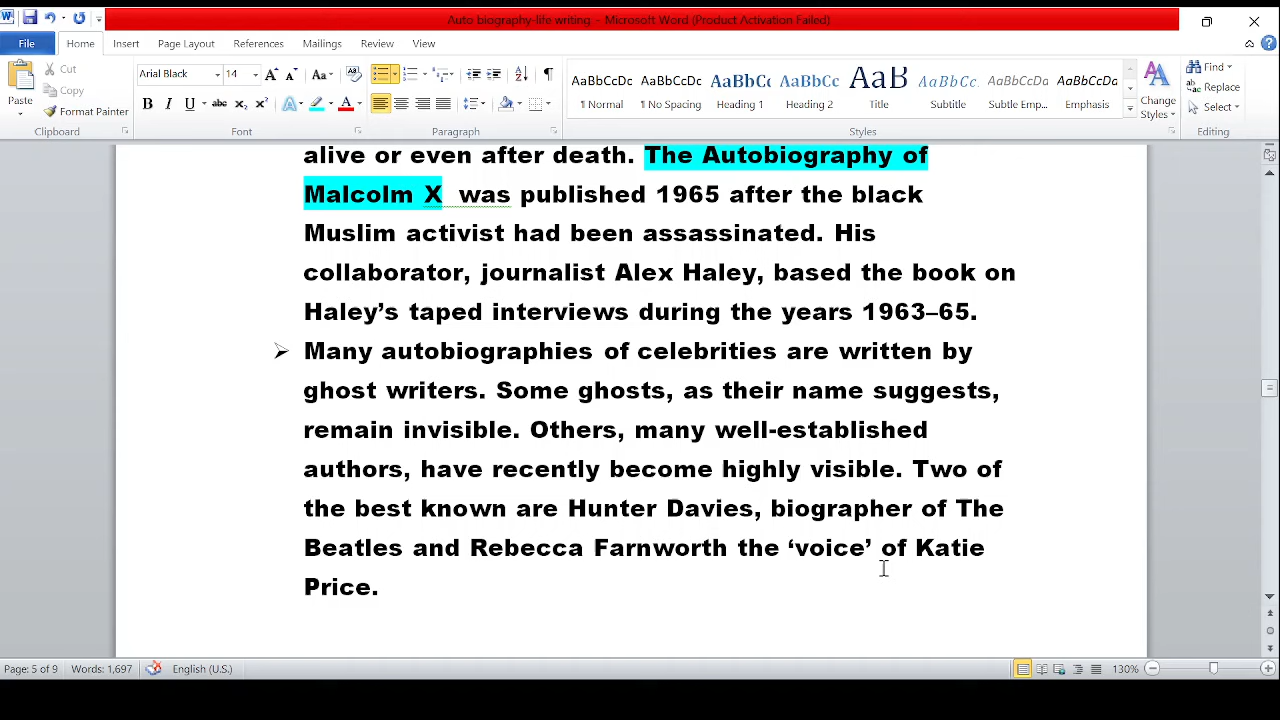 Auto biography-life writing - Microsoft Word (Product Activation Failed)
File Home Insert Page Layout References Mailings Review View
Paste
Cut
Copy
Format Painter
Clipboard
Arial Black 14
Font
Paragraph
AaBbCcDc AaBbCcDc AaBbCc AaBbCc AaB AaBbCc. AaBbCcDc AaBbCcDc
¶ Normal ¶ No Spacing Heading 1 Heading 2 Title Subtitle Subtle Em... Emphasis
Change Styles
Styles
Find
Replace
Select
Editing
alive or even after death. The Autobiography of
Malcolm X was published 1965 after the black
Muslim activist had been assassinated. His
collaborator, journalist Alex Haley, based the book on
Haley’s taped interviews during the years 1963–65.
➢ Many autobiographies of celebrities are written by
ghost writers. Some ghosts, as their name suggests,
remain invisible. Others, many well-established
authors, have recently become highly visible. Two of
the best known are Hunter Davies, biographer of The
Beatles and Rebecca Farnworth the ‘voice’ of Katie
Price.
Page: 5 of 9 Words: 1,697 English (U.S.) 130%